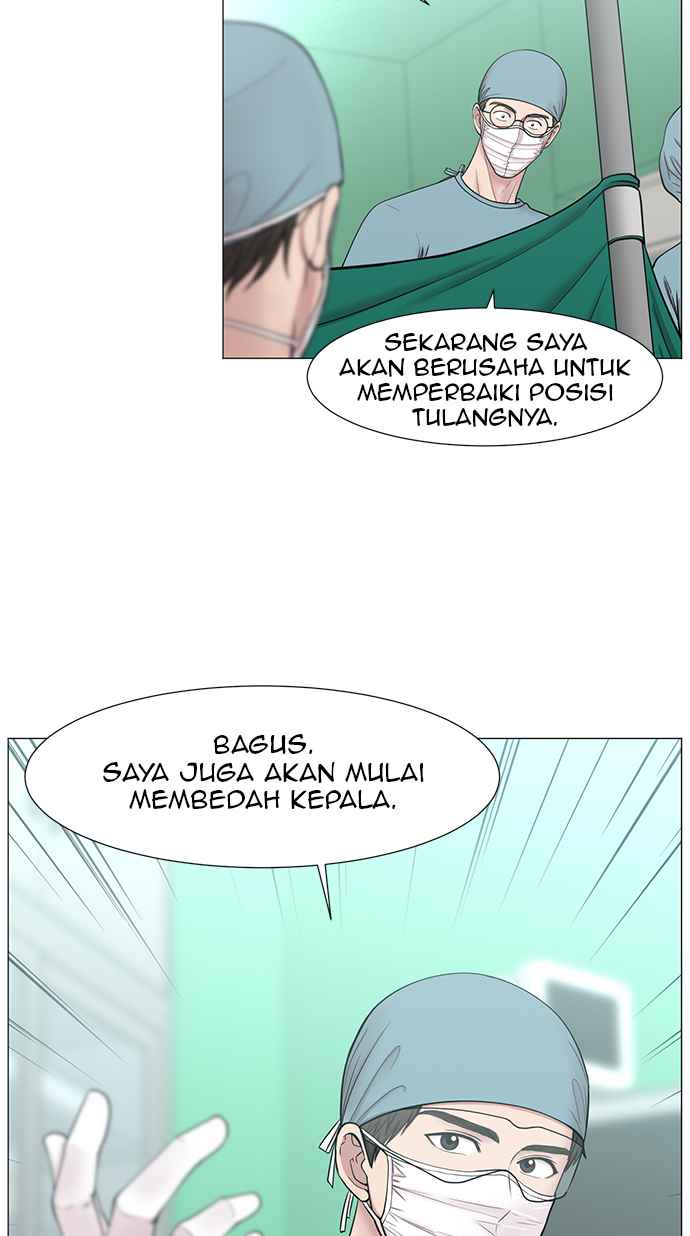 SEKARANG SAYA
AKAN BERUSAHA UNTUK
MEMPERBAIKI POSISI
TULANGNYA.
BAGUS.
SAYA JUGA AKAN MULAI
MEMBEDAH KEPALA.